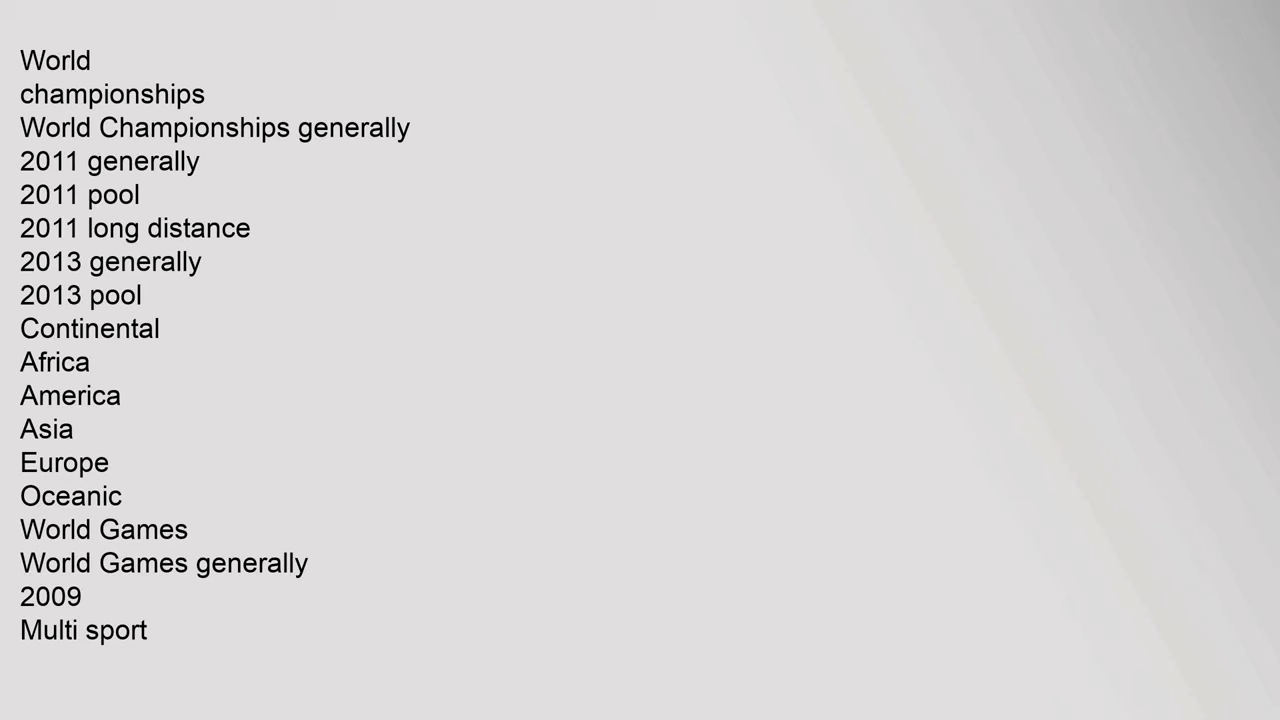 World
championships
World Championships generally
2011 generally
2011 pool
2011 long distance
2013 generally
2013 pool
Continental
Africa
America
Asia
Europe
Oceanic
World Games
World Games generally
2009
Multi sport